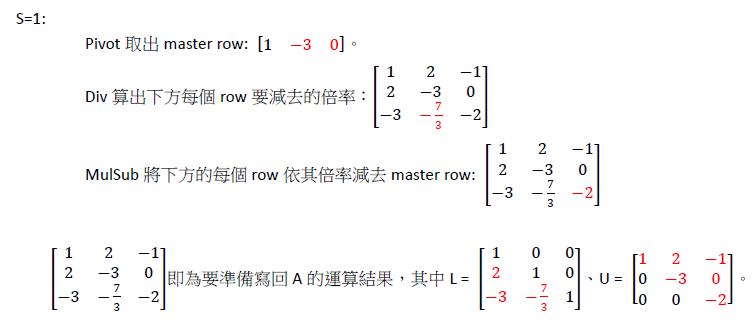 S=1:
Pivot 取出 master row: [1 −3 0]。
Div 算出下方每個 row 要減去的倍率：[1 2 −1; 2 −3 0; −3 −7/3 −2]
MulSub 將下方的每個 row 依其倍率減去 master row: [1 2 −1; 2 −3 0; −3 −7/3 −2]
[1 2 −1; 2 −3 0; −3 −7/3 −2]即為要準備寫回 A 的運算結果，其中 L = [1 0 0; 2 1 0; −3 −7/3 1]、U = [1 2 −1; 0 −3 0; 0 0 −2]。